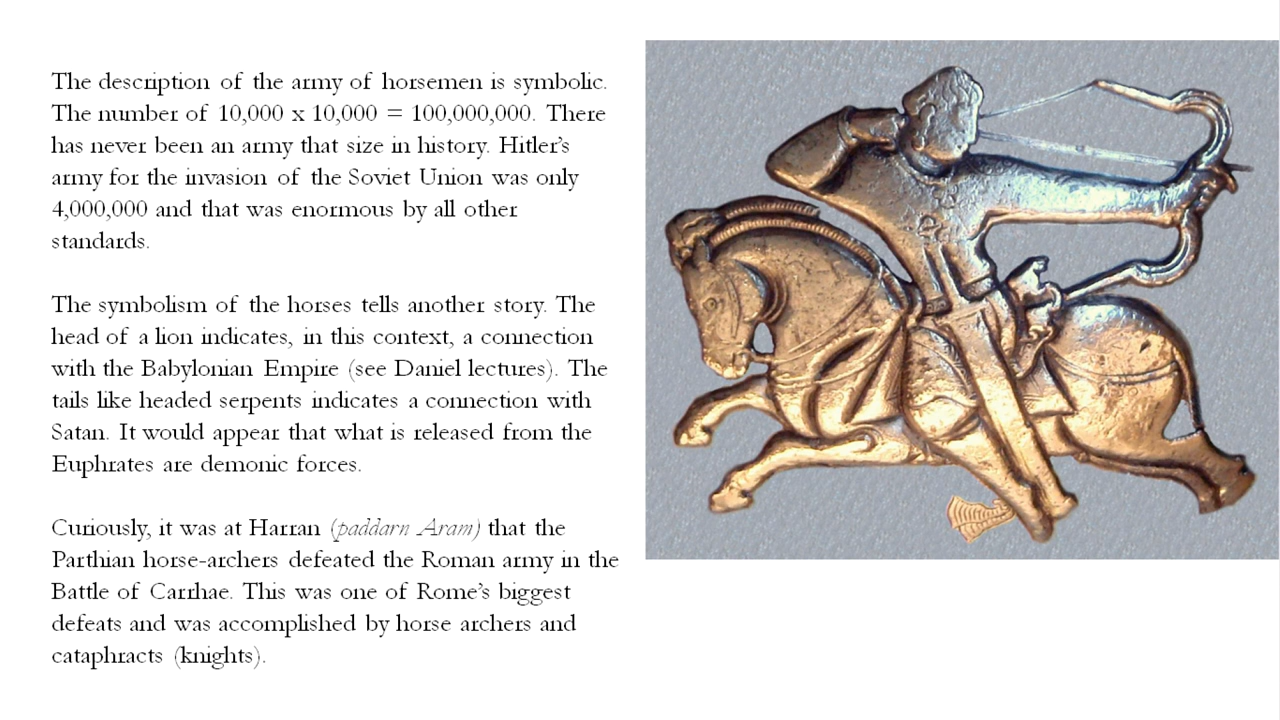 The description of the army of horsemen is symbolic.
The number of 10,000 x 10,000 = 100,000,000. There
has never been an army that size in history. Hitler’s
army for the invasion of the Soviet Union was only
4,000,000 and that was enormous by all other
standards.
The symbolism of the horses tells another story. The
head of a lion indicates, in this context, a connection
with the Babylonian Empire (see Daniel lectures). The
tails like headed serpents indicates a connection with
Satan. It would appear that what is released from the
Euphrates are demonic forces.
Curiously, it was at Harran (paddarn Aram) that the
Parthian horse-archers defeated the Roman army in the
Battle of Carrhae. This was one of Rome’s biggest
defeats and was accomplished by horse archers and
cataphracts (knights).